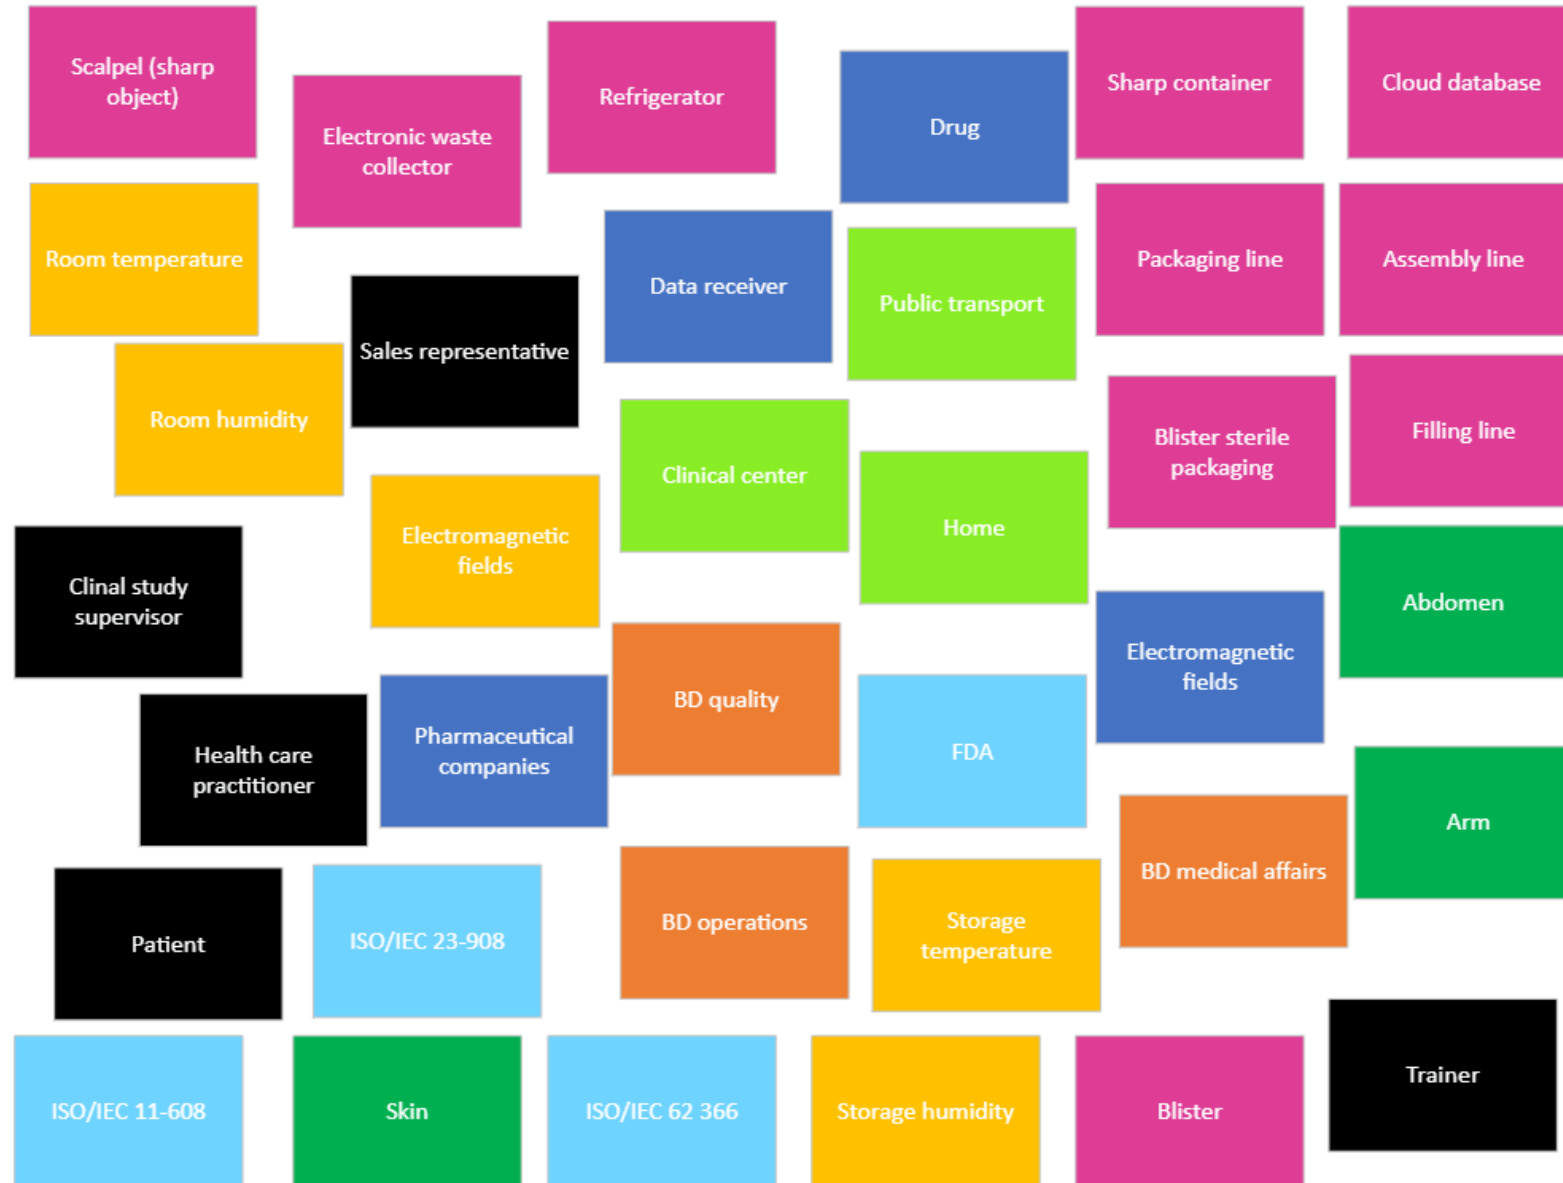 Scalpel (sharp
object)
Electronic waste
collector
Refrigerator
Drug
Sharp container
Cloud database
Room temperature
Sales representative
Data receiver
Public transport
Packaging line
Assembly line
Room humidity
Electromagnetic
fields
Clinical center
Home
Blister sterile
packaging
Filling line
Clinal study
supervisor
Health care
practitioner
Pharmaceutical
companies
BD quality
FDA
Electromagnetic
fields
Abdomen
Patient
ISO/IEC 23-908
BD operations
Storage
temperature
BD medical affairs
Arm
ISO/IEC 11-608
Skin
ISO/IEC 62 366
Storage humidity
Blister
Trainer